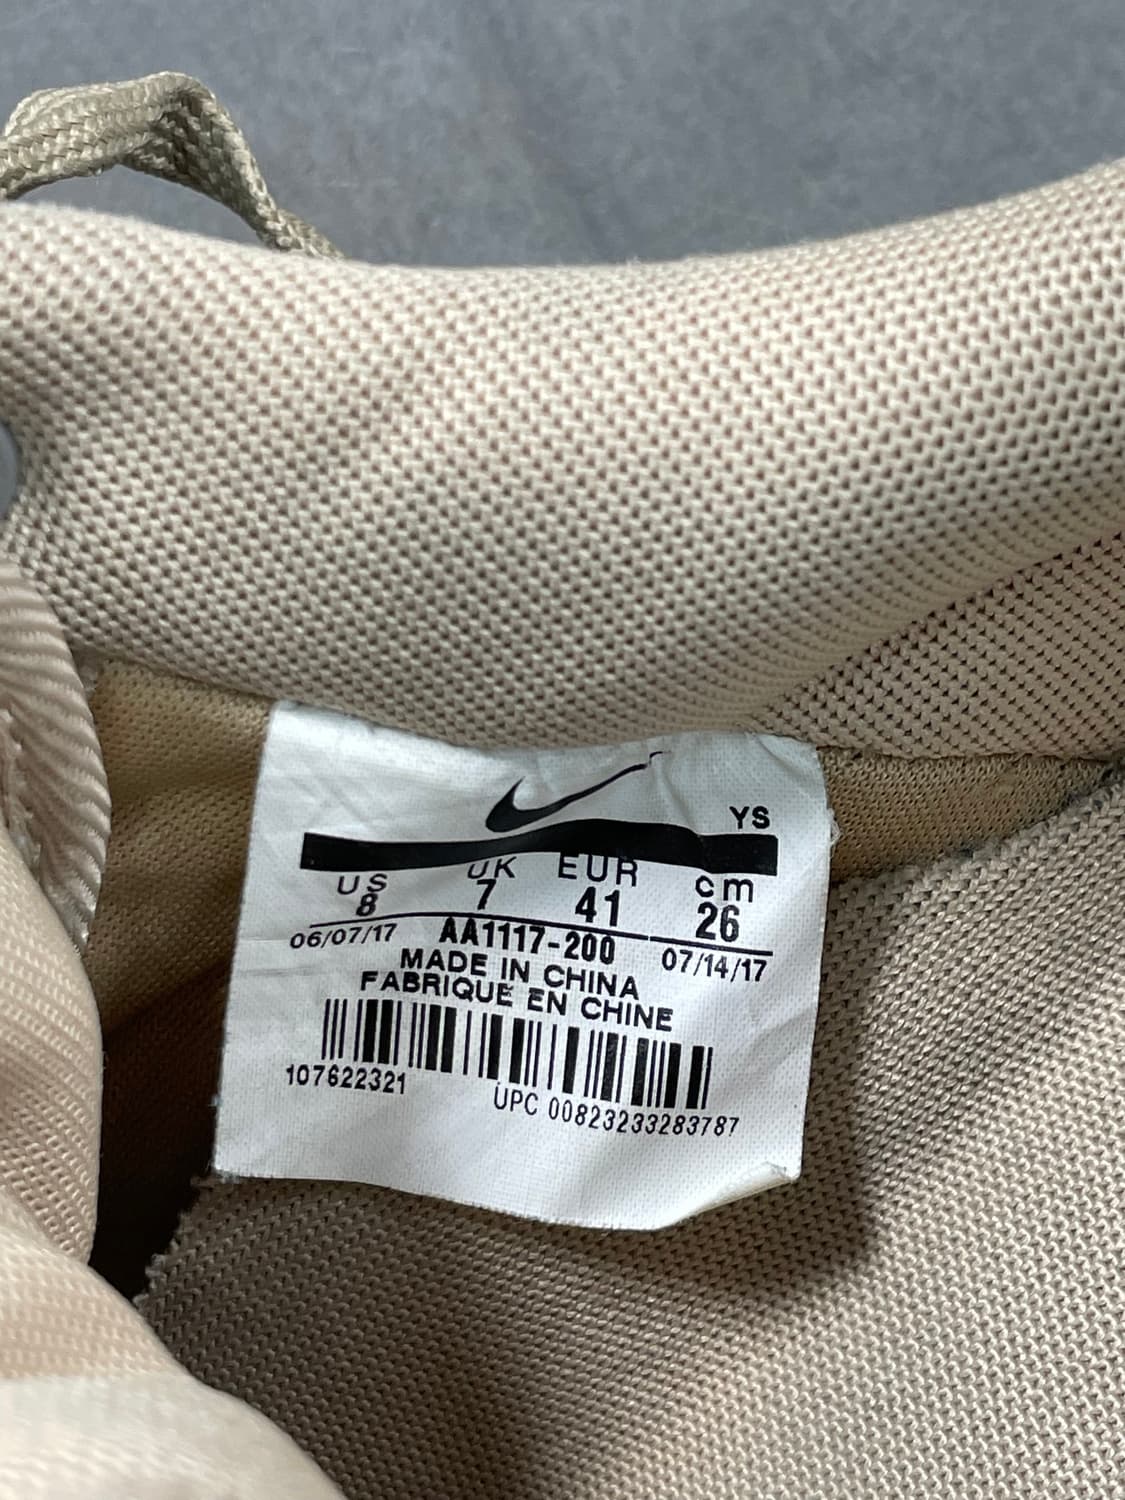 YS
US UK EUR cm
8 7 41 26
06/07/17 AA1117-200 07/14/17
MADE IN CHINA
FABRIQUE EN CHINE
107622321 UPC 00823233283787